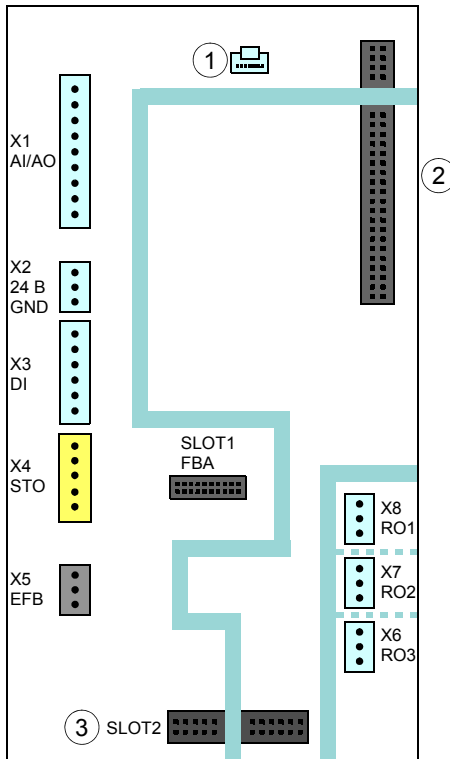 1
2
X1
AI/AO
X2
24 В
GND
X3
DI
SLOT1
FBA
X4
STO
X8
RO1
X7
RO2
X5
EFB
X6
RO3
3 SLOT2